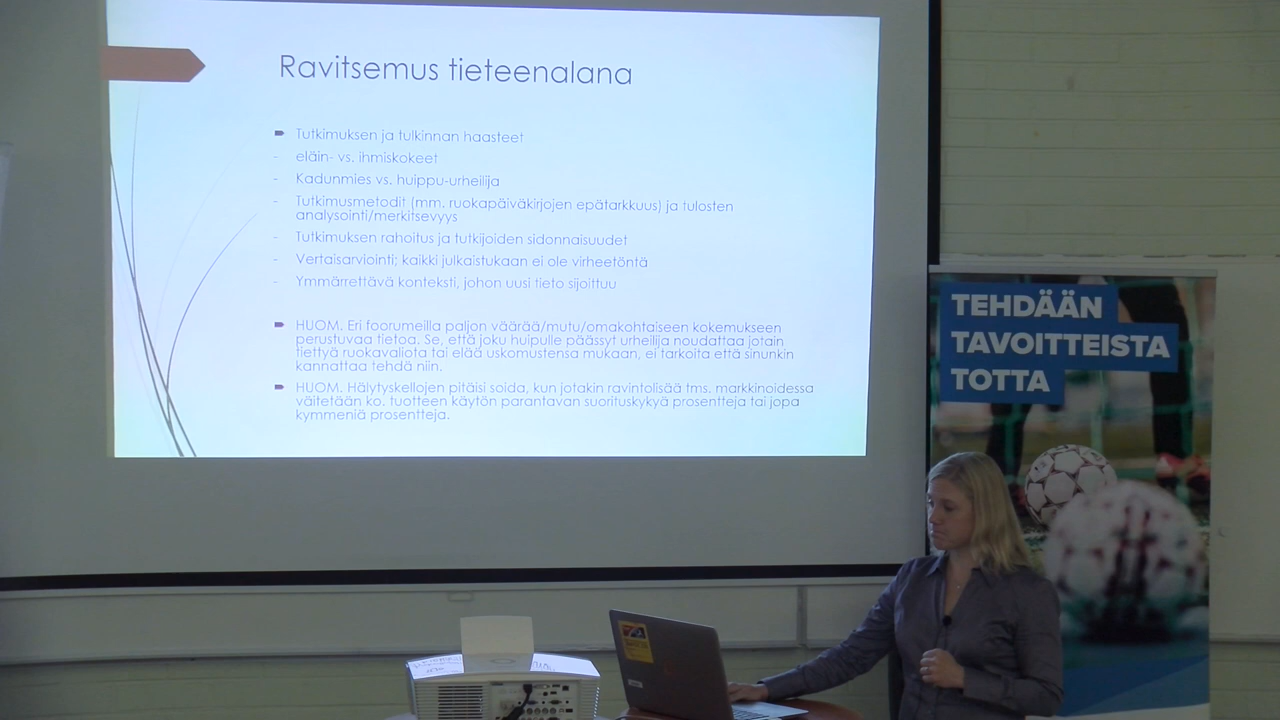 Ravitsemus tieteenalana
Tutkimuksen ja tulkinnan haasteet
- eläin- vs. ihmiskokeet
- Kadunmies vs. huippu-urheilija
- Tutkimusmetodit (mm. ruokapäiväkirjojen epätarkkuus) ja tulosten
analysointi/merkitsevyys
- Tutkimuksen rahoitus ja tutkijoiden sidonnaisuudet
- Vertaisarviointi; kaikki julkaistukaan ei ole virheetöntä
- Ymmärrettävä konteksti, johon uusi tieto sijoittuu
HUOM. Eri foorumeilla paljon väärää/mutu/omakohtaiseen kokemukseen
perustuvaa tietoa. Se, että joku huipulle päässyt urheilija noudattaa jotain
tiettyä ruokavaliota tai elää uskomustensa mukaan, ei tarkoita että sinunkin
kannattaa tehdä niin.
HUOM. Hälytyskellojen pitäisi soida, kun jotakin ravintolisää tms. markkinoidessa
väitetään ko. tuotteen käytön parantavan suorituskykyä prosentteja tai jopa
kymmeniä prosentteja.
TEHDÄÄN
TAVOITTEISTA
TOTTA